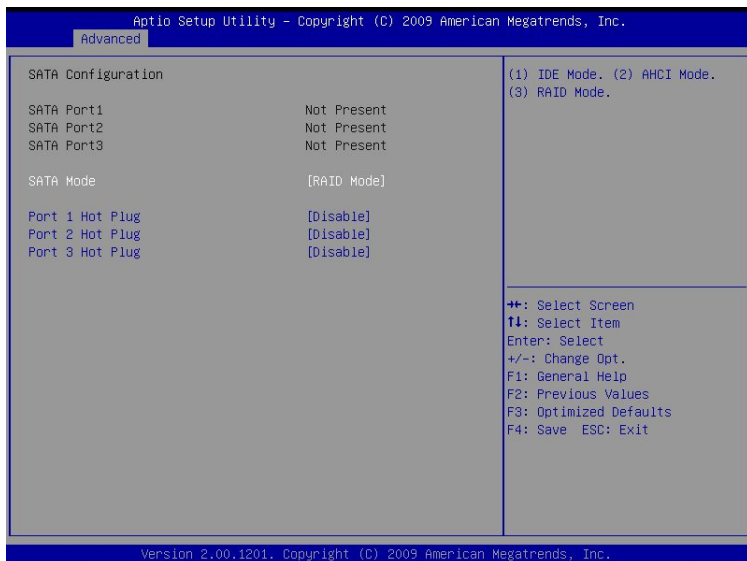 Aptio Setup Utility – Copyright (C) 2009 American Megatrends, Inc.
Advanced
SATA Configuration
SATA Port1 Not Present
SATA Port2 Not Present
SATA Port3 Not Present
SATA Mode [RAID Mode]
Port 1 Hot Plug [Disable]
Port 2 Hot Plug [Disable]
Port 3 Hot Plug [Disable]
(1) IDE Mode. (2) AHCI Mode.
(3) RAID Mode.
→←: Select Screen
↑↓: Select Item
Enter: Select
+/-: Change Opt.
F1: General Help
F2: Previous Values
F3: Optimized Defaults
F4: Save ESC: Exit
Version 2.00.1201. Copyright (C) 2009 American Megatrends, Inc.